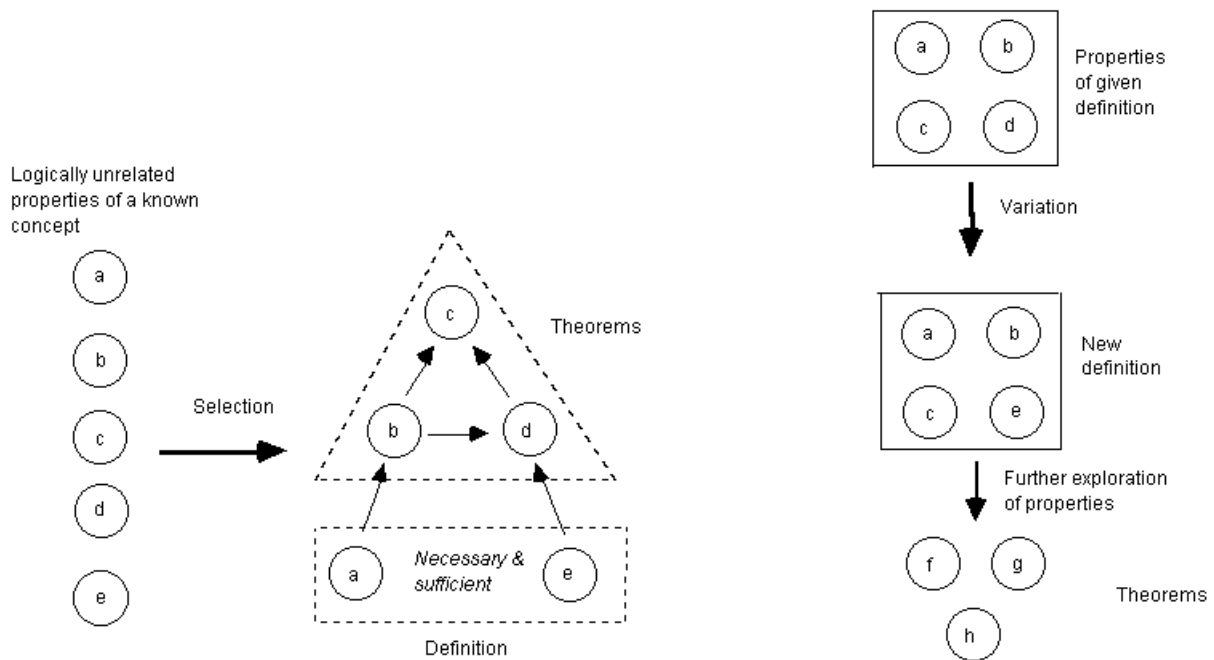 Logically unrelated
properties of a known
concept
a
b
c
d
e
Selection
c
Theorems
b
d
a
Necessary &
sufficient
e
Definition
a
b
c
d
Properties
of given
definition
Variation
a
b
c
e
New
definition
Further exploration
of properties
f
g
h
Theorems